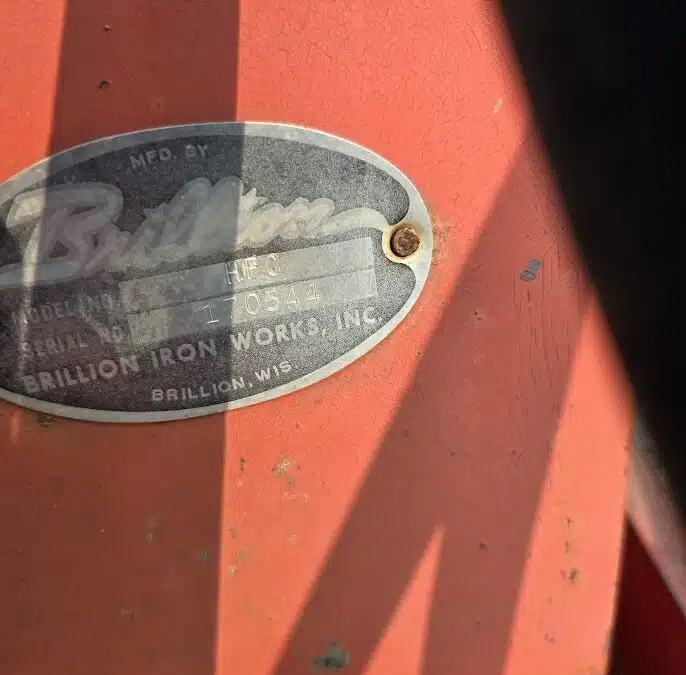 MFD. BY
Brillion
MODEL NO. HFC
SERIAL NO. 170544
BRILLION IRON WORKS, INC.
BRILLION, WIS.